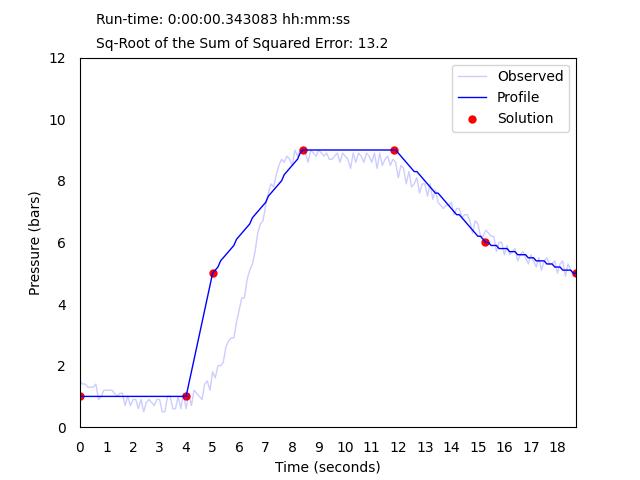 Run-time: 0:00:00.343083 hh:mm:ss
Sq-Root of the Sum of Squared Error: 13.2
12
10
8
6
4
2
0
Pressure (bars)
Observed
Profile
Solution
0 1 2 3 4 5 6 7 8 9 10 11 12 13 14 15 16 17 18
Time (seconds)